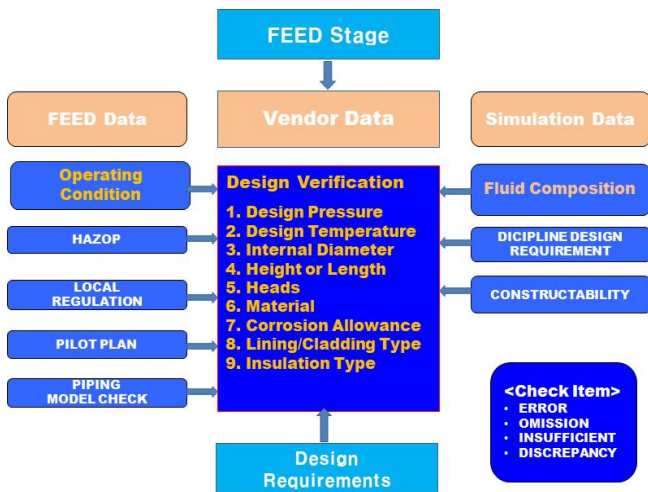 FEED Stage
FEED Data
Vendor Data
Simulation Data
Operating
Condition
HAZOP
LOCAL
REGULATION
PILOT PLAN
PIPING
MODEL CHECK
Design Verification
1. Design Pressure
2. Design Temperature
3. Internal Diameter
4. Height or Length
5. Heads
6. Material
7. Corrosion Allowance
8. Lining/Cladding Type
9. Insulation Type
Fluid Composition
DICIPLINE DESIGN
REQUIREMENT
CONSTRUCTABILITY
<Check Item>
• ERROR
• OMISSION
• INSUFFICIENT
• DISCREPANCY
Design
Requirements